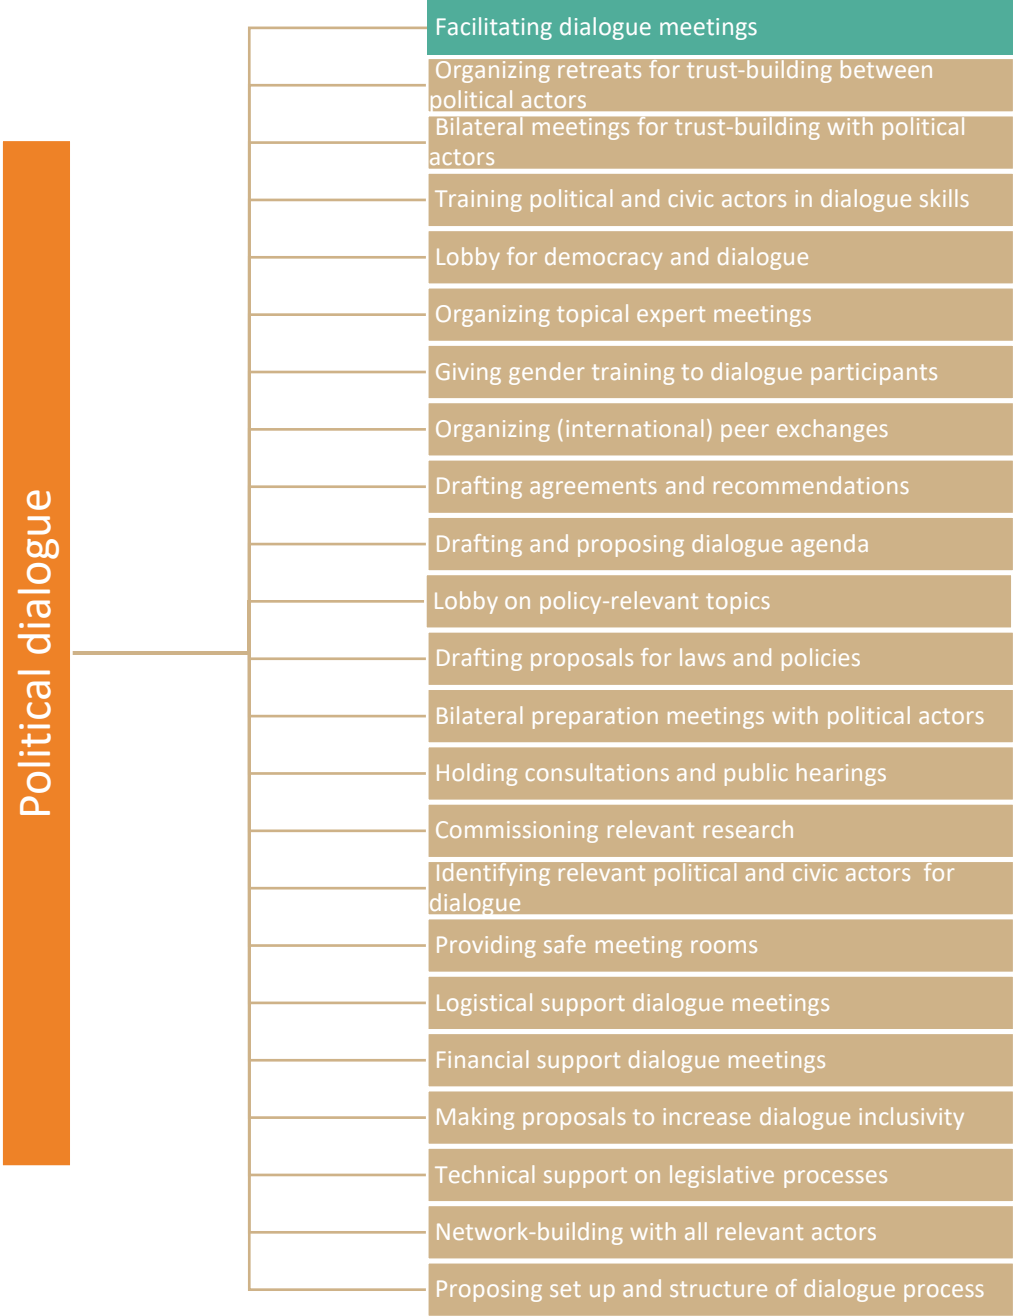 Political dialogue
Facilitating dialogue meetings
Organizing retreats for trust-building between
political actors
Bilateral meetings for trust-building with political
actors
Training political and civic actors in dialogue skills
Lobby for democracy and dialogue
Organizing topical expert meetings
Giving gender training to dialogue participants
Organizing (international) peer exchanges
Drafting agreements and recommendations
Drafting and proposing dialogue agenda
Lobby on policy-relevant topics
Drafting proposals for laws and policies
Bilateral preparation meetings with political actors
Holding consultations and public hearings
Commissioning relevant research
Identifying relevant political and civic actors  for
dialogue
Providing safe meeting rooms
Logistical support dialogue meetings
Financial support dialogue meetings
Making proposals to increase dialogue inclusivity
Technical support on legislative processes
Network-building with all relevant actors
Proposing set up and structure of dialogue process